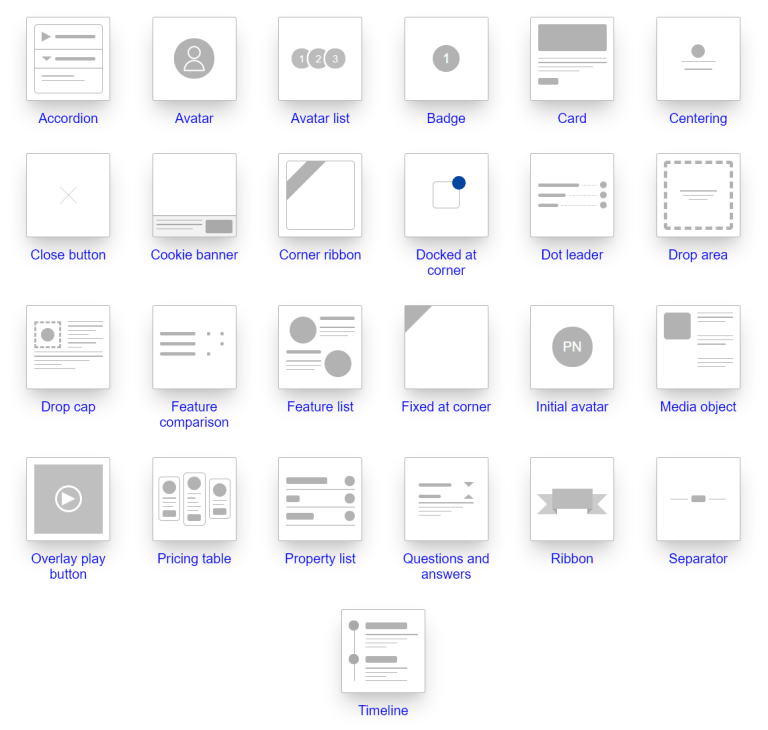 1 2 3
1
Accordion
Avatar
Avatar list
Badge
Card
Centering
Close button
Cookie banner
Corner ribbon
Docked at
corner
Dot leader
Drop area
PN
Drop cap
Feature
comparison
Feature list
Fixed at corner
Initial avatar
Media object
Overlay play
button
Pricing table
Property list
Questions and
answers
Ribbon
Separator
Timeline